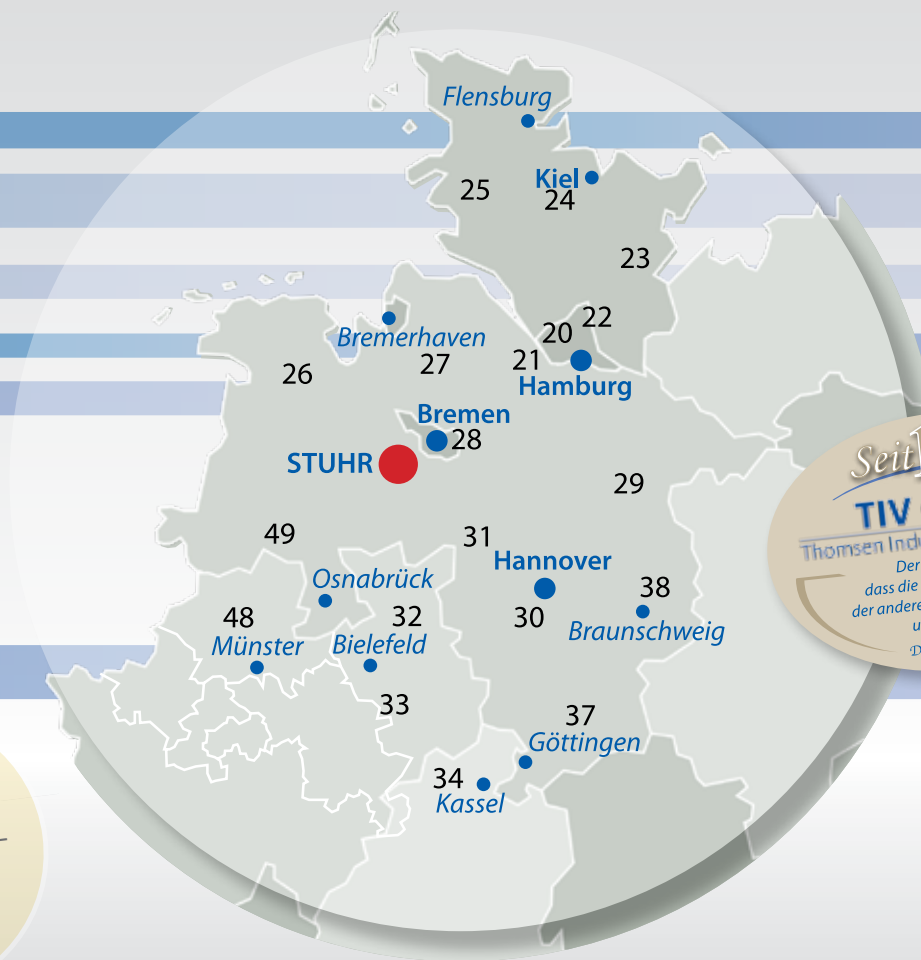 Flensburg
25
Kiel
24
23
22
20
Bremerhaven
21
27
26
Hamburg
Bremen
28
STUHR
29
49
31
Hannover
Osnabrück
38
32
48
30
Braunschweig
Münster
Bielefeld
33
37
Göttingen
34
Kassel
Seit
TIV
Thomsen Indu
Der
dass die
der andere
u
D